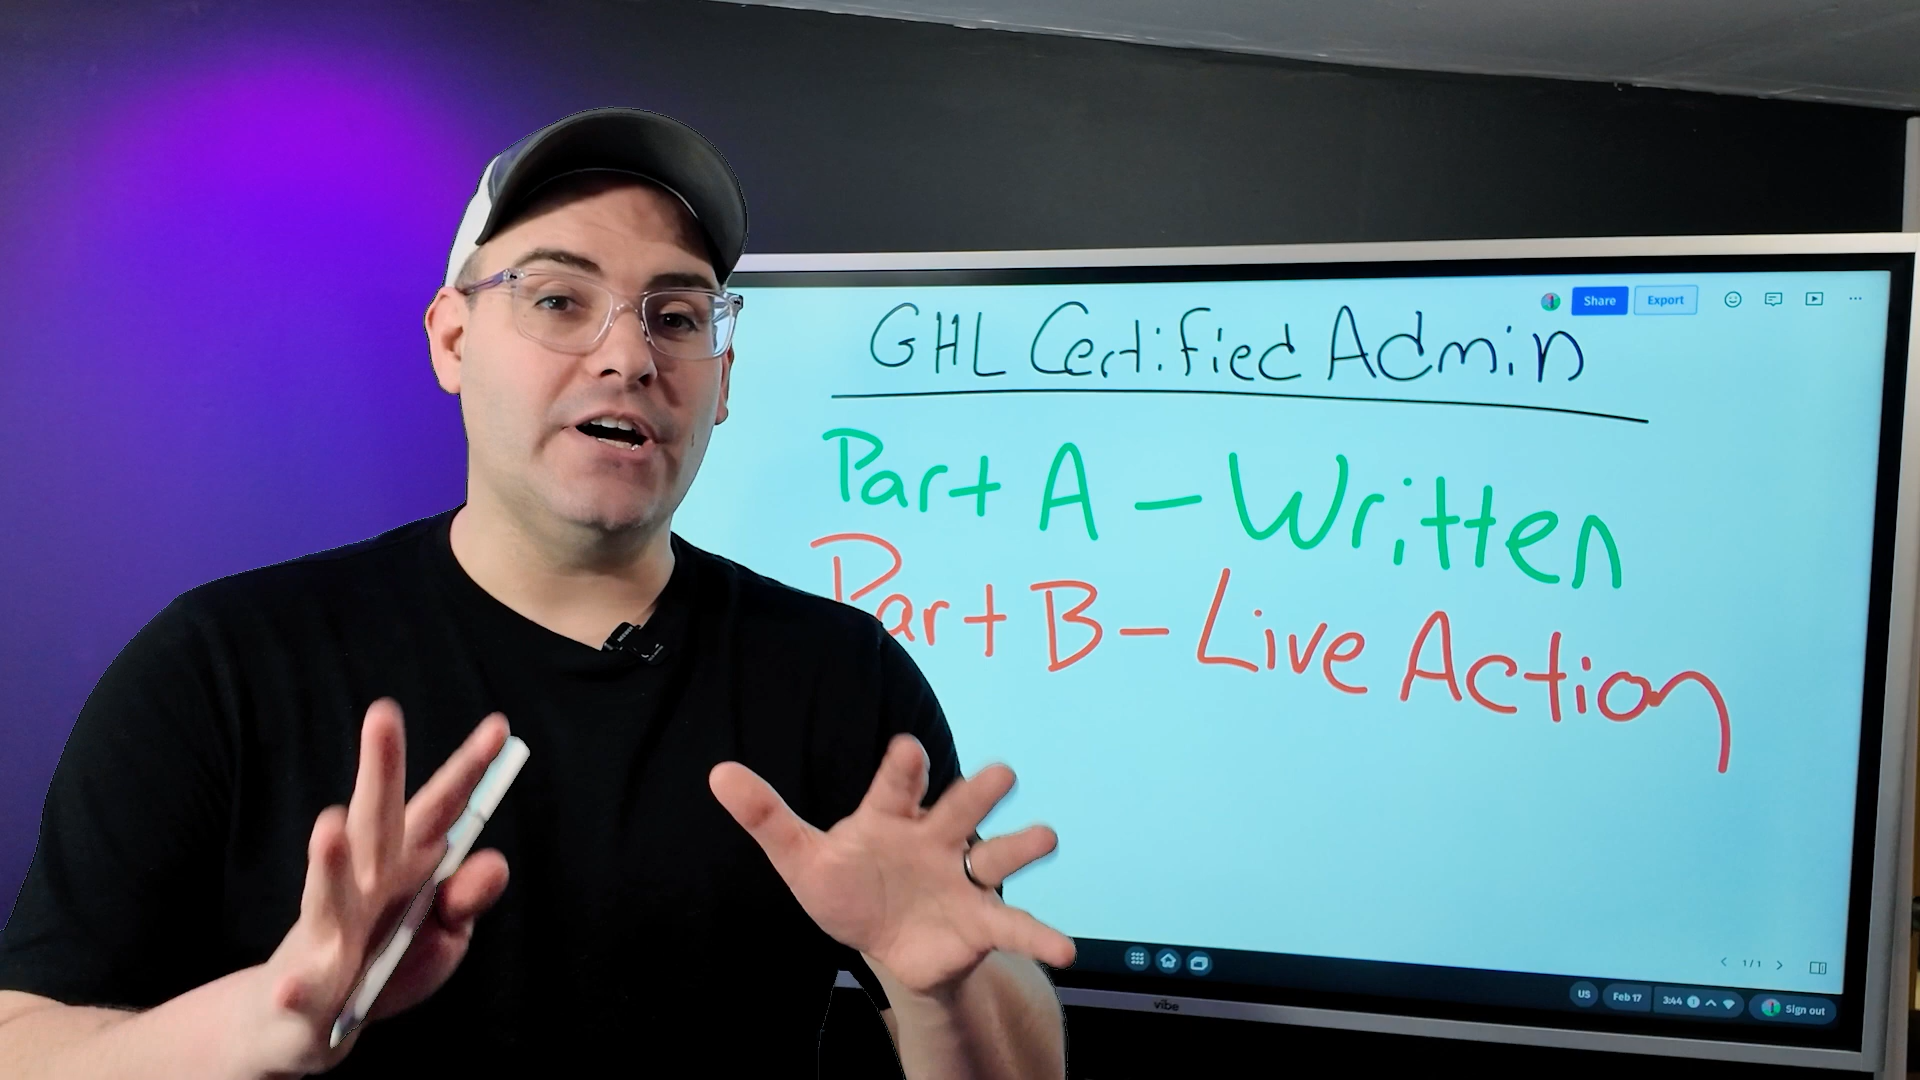 Share Export
GHL Certified Admin
Part A - Written
Part B - Live Action
1/1
vibe
US Feb 17 3:44 Sign out